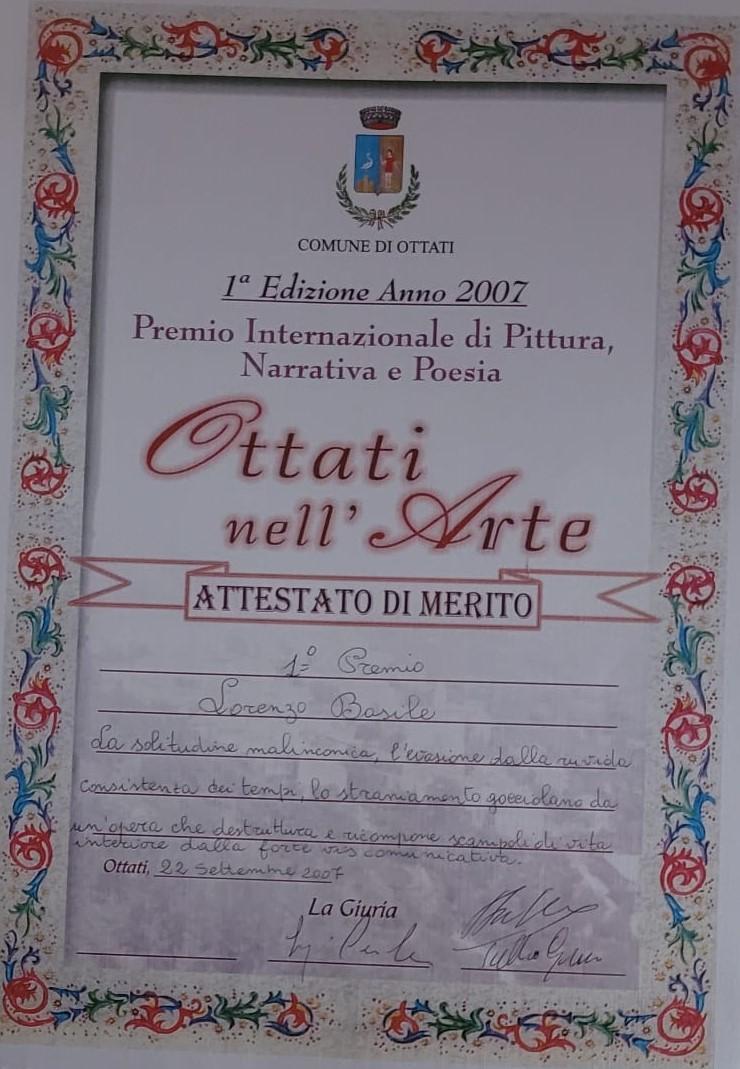 COMUNE DI OTTATI
1ª Edizione Anno 2007
Premio Internazionale di Pittura,
Narrativa e Poesia
Ottati
nell'Arte
ATTESTATO DI MERITO
1º Premio
Lorenzo Basile
La solitudine malinconica, l'evasione dalla ruvida
consistenza dei tempi, lo straniamento gocciolano da
un'opera che destruttura e ricompone scampoli di vita
interiore dalla forte vis comunicativa.
Ottati, 22 Settembre 2007
La Giuria